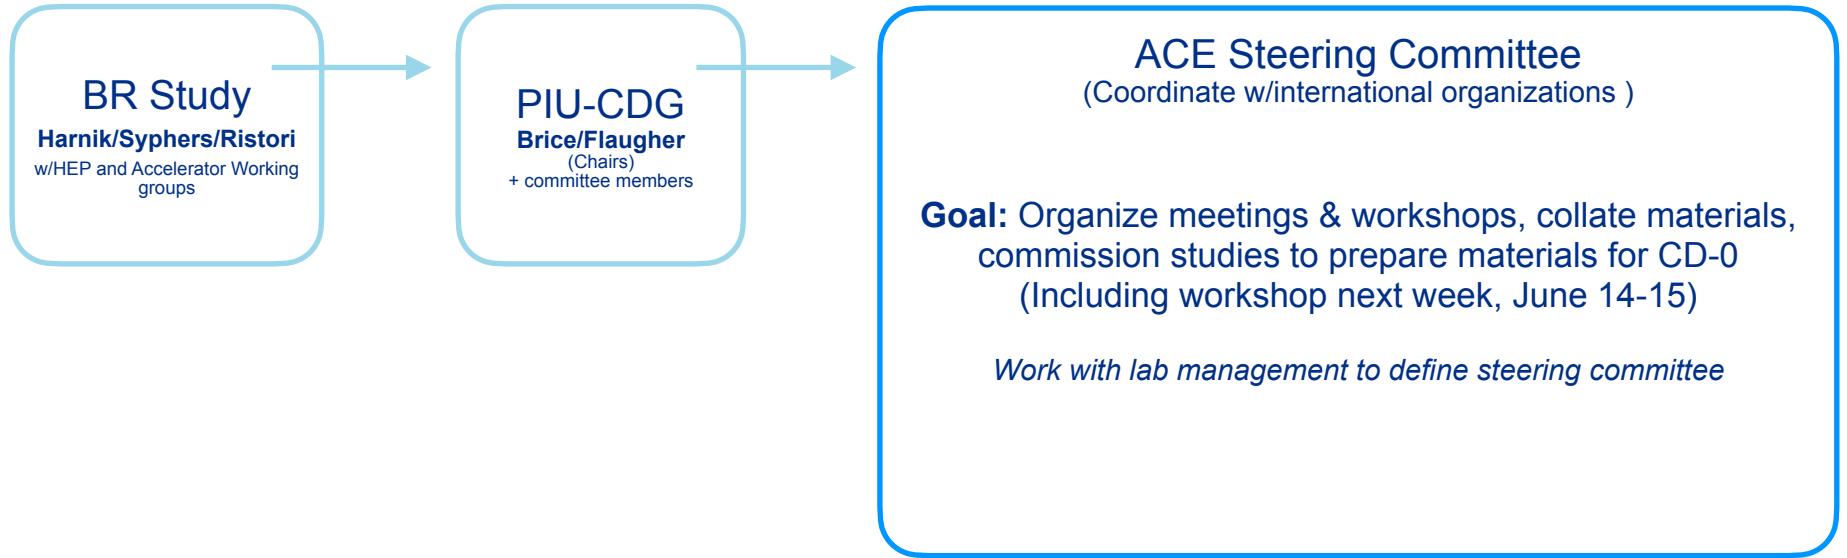 BR Study
Harnik/Syphers/Ristori
w/HEP and Accelerator Working
groups
PIU-CDG
Brice/Flaugher
(Chairs)
+ committee members
ACE Steering Committee
(Coordinate w/international organizations )
Goal: Organize meetings & workshops, collate materials,
commission studies to prepare materials for CD-0
(Including workshop next week, June 14-15)
Work with lab management to define steering committee